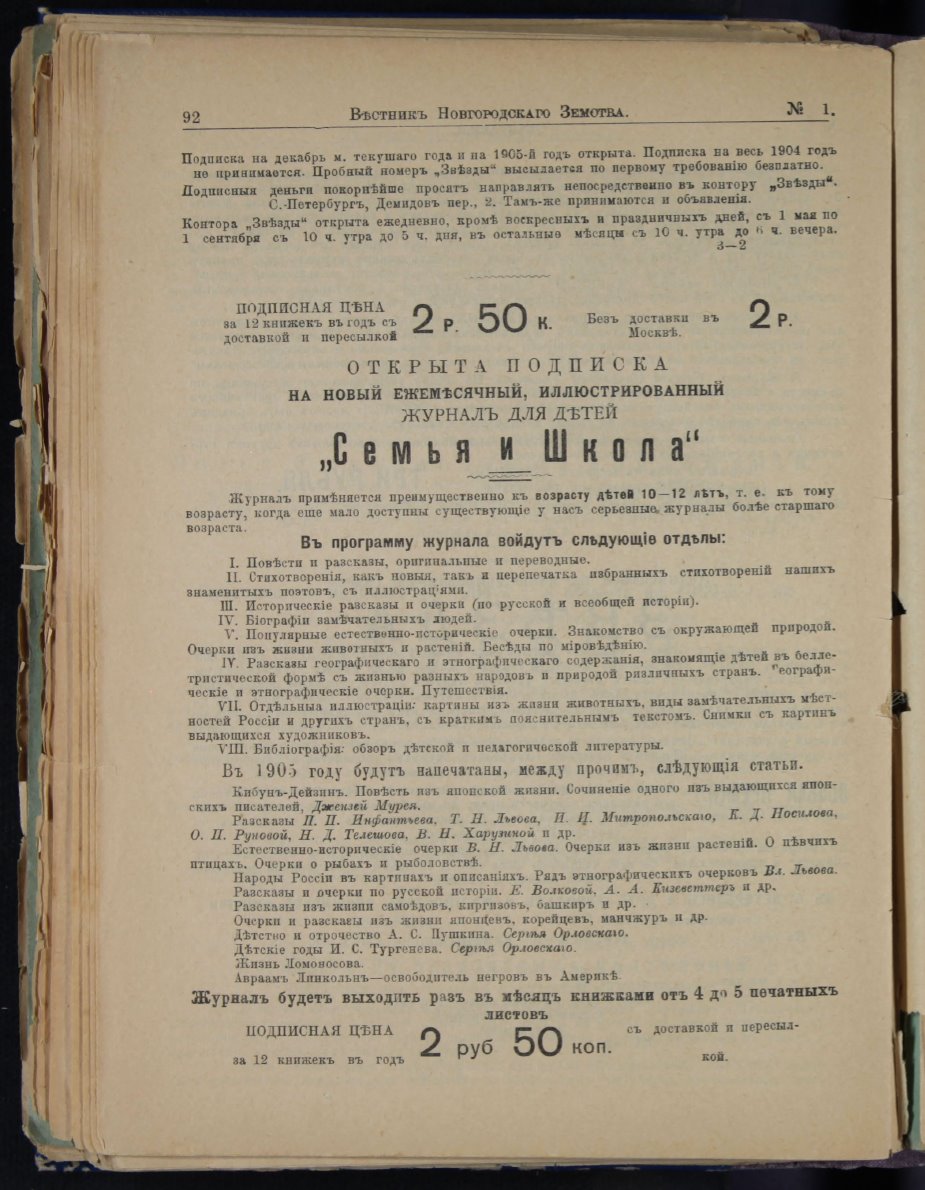 92
Вѣстникъ Новгородскаго Земства.
№ 1.
Подписка на декабрь м. текушаго года и на 1905-й годъ открыта. Подписка на весь 1904 годъ
не принимается. Пробный номеръ „Звѣзды“ высылается по первому требованію безплатно.
Подписныя деньги покорнѣйше просятъ направлять непосредственно въ контору „Звѣзды“.
С.-Петербургъ, Демидовъ пер., 2. Тамъ-же принимаются и объявленія.
Контора „Звѣзды“ открыта ежедневно, кромѣ воскресныхъ и праздничныхъ дней, съ 1 мая по
1 сентября съ 10 ч. утра до 5 ч. дня, въ остальные мѣсяцы съ 10 ч. утра до 6 ч. вечера.
3—2
ПОДПИСНАЯ ЦѢНА
за 12 книжекъ въ годъ съ
доставкой и пересылкой
2 р. 50 к.
Безъ доставки въ
Москвѣ.
2 р.
ОТКРЫТА ПОДПИСКА
НА НОВЫЙ ЕЖЕМѢСЯЧНЫЙ, ИЛЛЮСТРИРОВАННЫЙ
ЖУРНАЛЪ ДЛЯ ДѢТЕЙ
„Семья и Школа“
Журналъ примѣняется преимущественно къ возрасту дѣтей 10—12 лѣтъ, т. е. къ тому
возрасту, когда еше мало доступны существующіе у насъ серьезные журналы болѣе старшаго
возраста.
Въ программу журнала войдутъ слѣдующіе отдѣлы:
I. Повѣсти и разсказы, оригинальные и переводные.
II. Стихотворенія, какъ новыя, такъ и перепечатка избранныхъ стихотвореній нашихъ
знаменитыхъ поэтовъ, съ иллюстраціями.
III. Историческіе разсказы и очерки (по русской и всеобщей исторіи).
IV. Біографіи замѣчательныхъ людей.
V. Популярные естественно-историческіе очерки. Знакомство съ окружающей природой.
Очерки изъ жизни животныхъ и растеній. Бесѣды по міровѣдѣнію.
IV. Разсказы географическаго и этнографическаго содержанія, знакомящіе дѣтей въ белле-
тристической формѣ съ жизнью разныхъ народовъ и природой ризличныхъ странъ. Географи-
ческіе и этнографическіе очерки. Путешествія.
VII. Отдѣльныа иллюстраціи: картины изъ жизни животныхъ, виды замѣчательныхъ мѣст-
ностей Россіи и другихъ странъ, съ краткимъ пояснительнымъ текстомъ. Снимки съ картинъ
выдающихся художниковъ.
VIII. Библіографія: обзоръ дѣтской и педагогической литературы.
Въ 1905 году будутъ напечатаны, между прочимъ, слѣдующія статьи.
Кибунъ-Дейзинъ. Повѣсть изъ японской жизни. Сочиненіе одного изъ выдающихся япон-
скихъ писателей, Джензей Мурея.
Разсказы П. П. Инфантьева, Т. Н. Львова, И. Ц. Митропольскаго, К. Д. Носилова,
О. П. Руновой, Н. Д. Телешова, В. Н. Харузиной и др.
Естественно-историческіе очерки В. Н. Львова. Очерки изъ жизни растеній. О пѣвчихъ
птицахъ. Очерки о рыбахъ и рыболовствѣ.
Народы Россіи въ картинахъ и описаніяхъ. Рядъ этнографическихъ очерковъ Вл. Львова.
Разсказы и очерки по русской исторіи. Е. Волковой, А. А. Кизеветтеръ и др.
Разсказы изъ жизни самоѣдовъ, киргизовъ, башкиръ и др.
Очерки и разсказы изъ жизни японцевъ, корейцевъ, манчжуръ и др.
Дѣтство и отрочество А. С. Пушкина. Сергѣя Орловскаго.
Дѣтскіе годы И. С. Тургенева. Сергѣя Орловскаго.
Жизнь Ломоносова.
Авраамъ Линкольнъ—освободитель негровъ въ Америкѣ.
Журналъ будетъ выходить разъ въ мѣсяцъ книжками отъ 4 до 5 печатныхъ
листовъ
ПОДПИСНАЯ ЦѢНА
за 12 книжекъ въ годъ
2 руб 50 коп.
съ доставкой и пересыл-
кой.